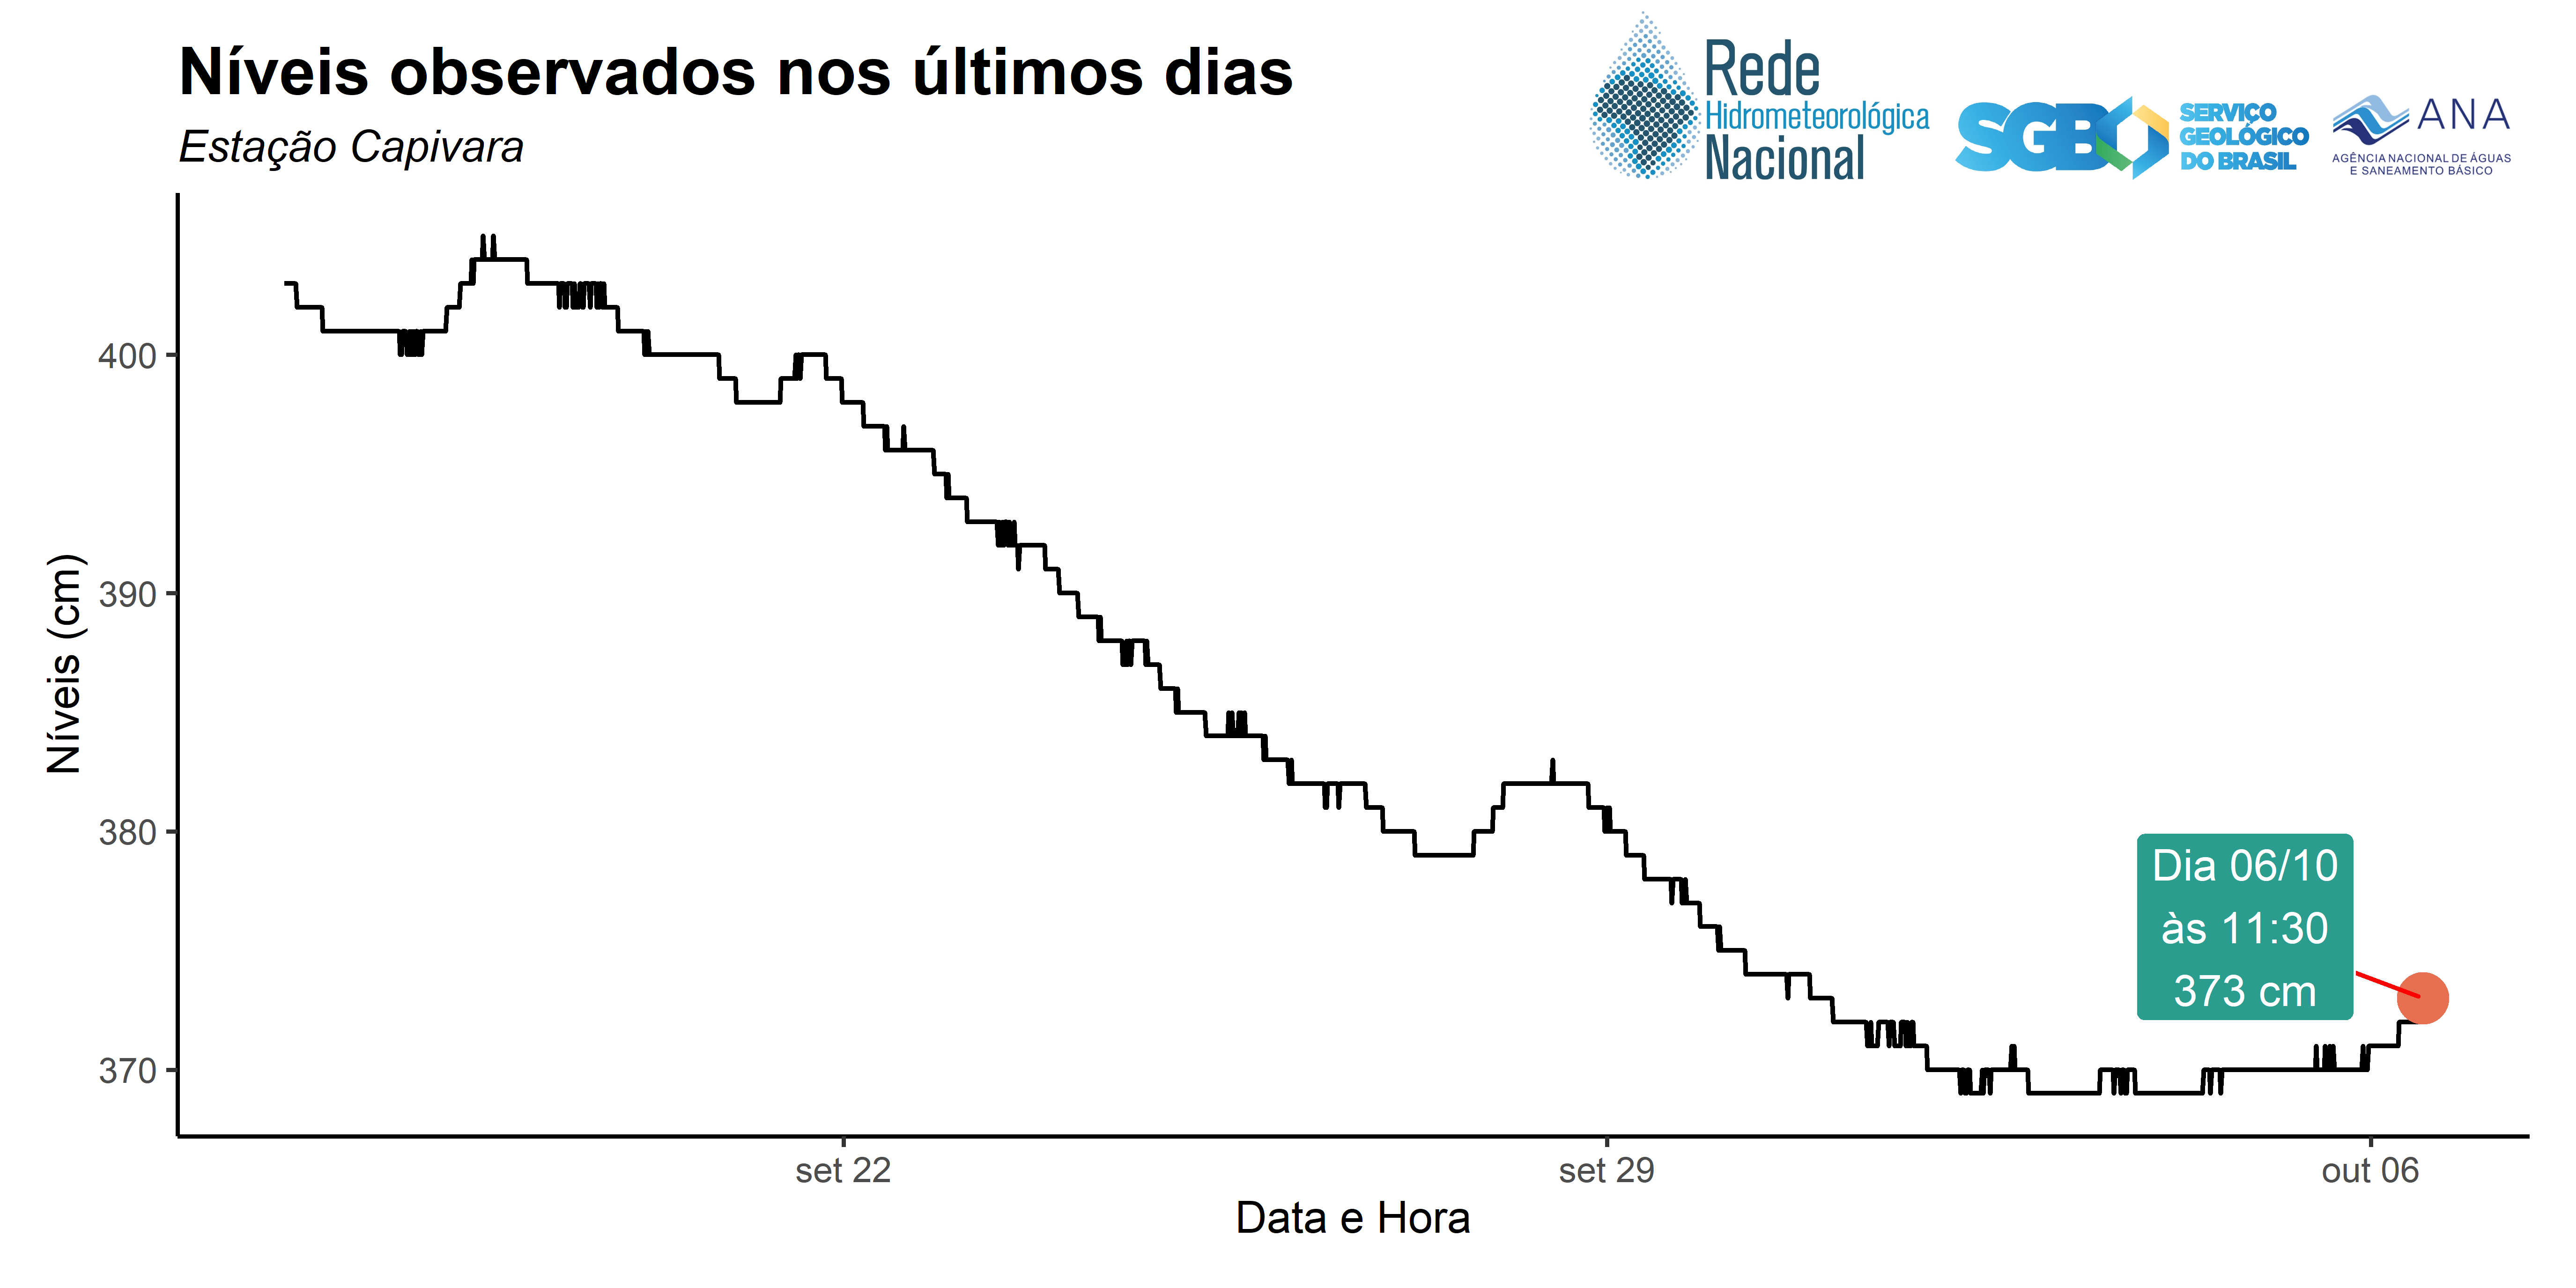 Níveis observados nos últimos dias
Estação Capivara
Rede
Hidrometeorológica
Nacional
SGB
SERVIÇO
GEOLÓGICO
DO BRASIL
ANA
AGÊNCIA NACIONAL DE ÁGUAS
E SANEAMENTO BÁSICO
Níveis (cm)
400
390
380
370
Dia 06/10
às 11:30
373 cm
set 22
set 29
out 06
Data e Hora